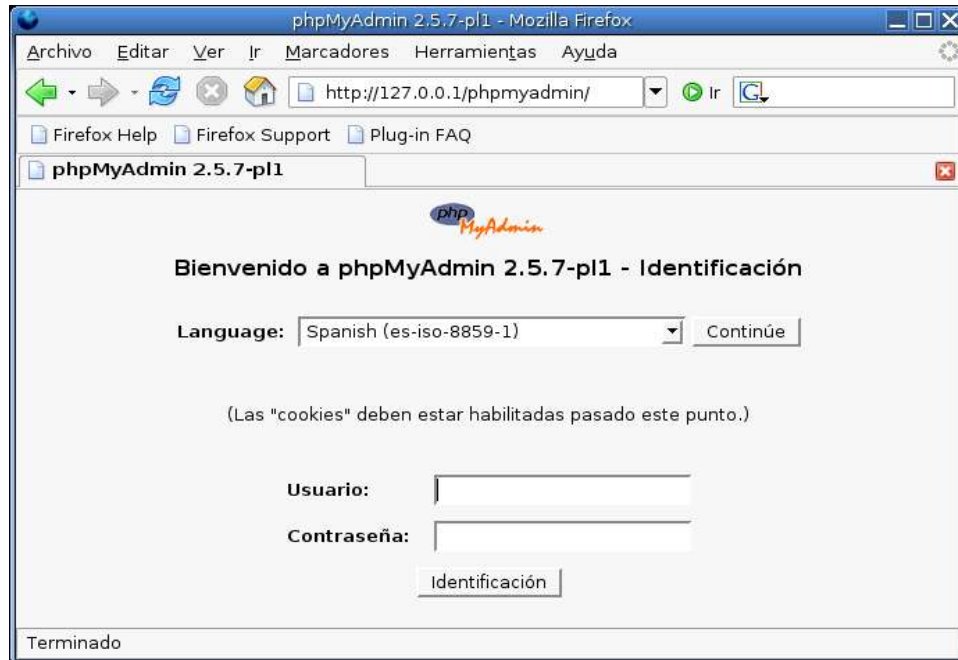 phpMyAdmin 2.5.7-pl1 - Mozilla Firefox
Archivo Editar Ver Ir Marcadores Herramientas Ayuda
http://127.0.0.1/phpmyadmin/ Ir G
Firefox Help Firefox Support Plug-in FAQ
phpMyAdmin 2.5.7-pl1
php MyAdmin
Bienvenido a phpMyAdmin 2.5.7-pl1 - Identificación
Language: Spanish (es-iso-8859-1) Continúe
(Las "cookies" deben estar habilitadas pasado este punto.)
Usuario:
Contraseña:
Identificación
Terminado